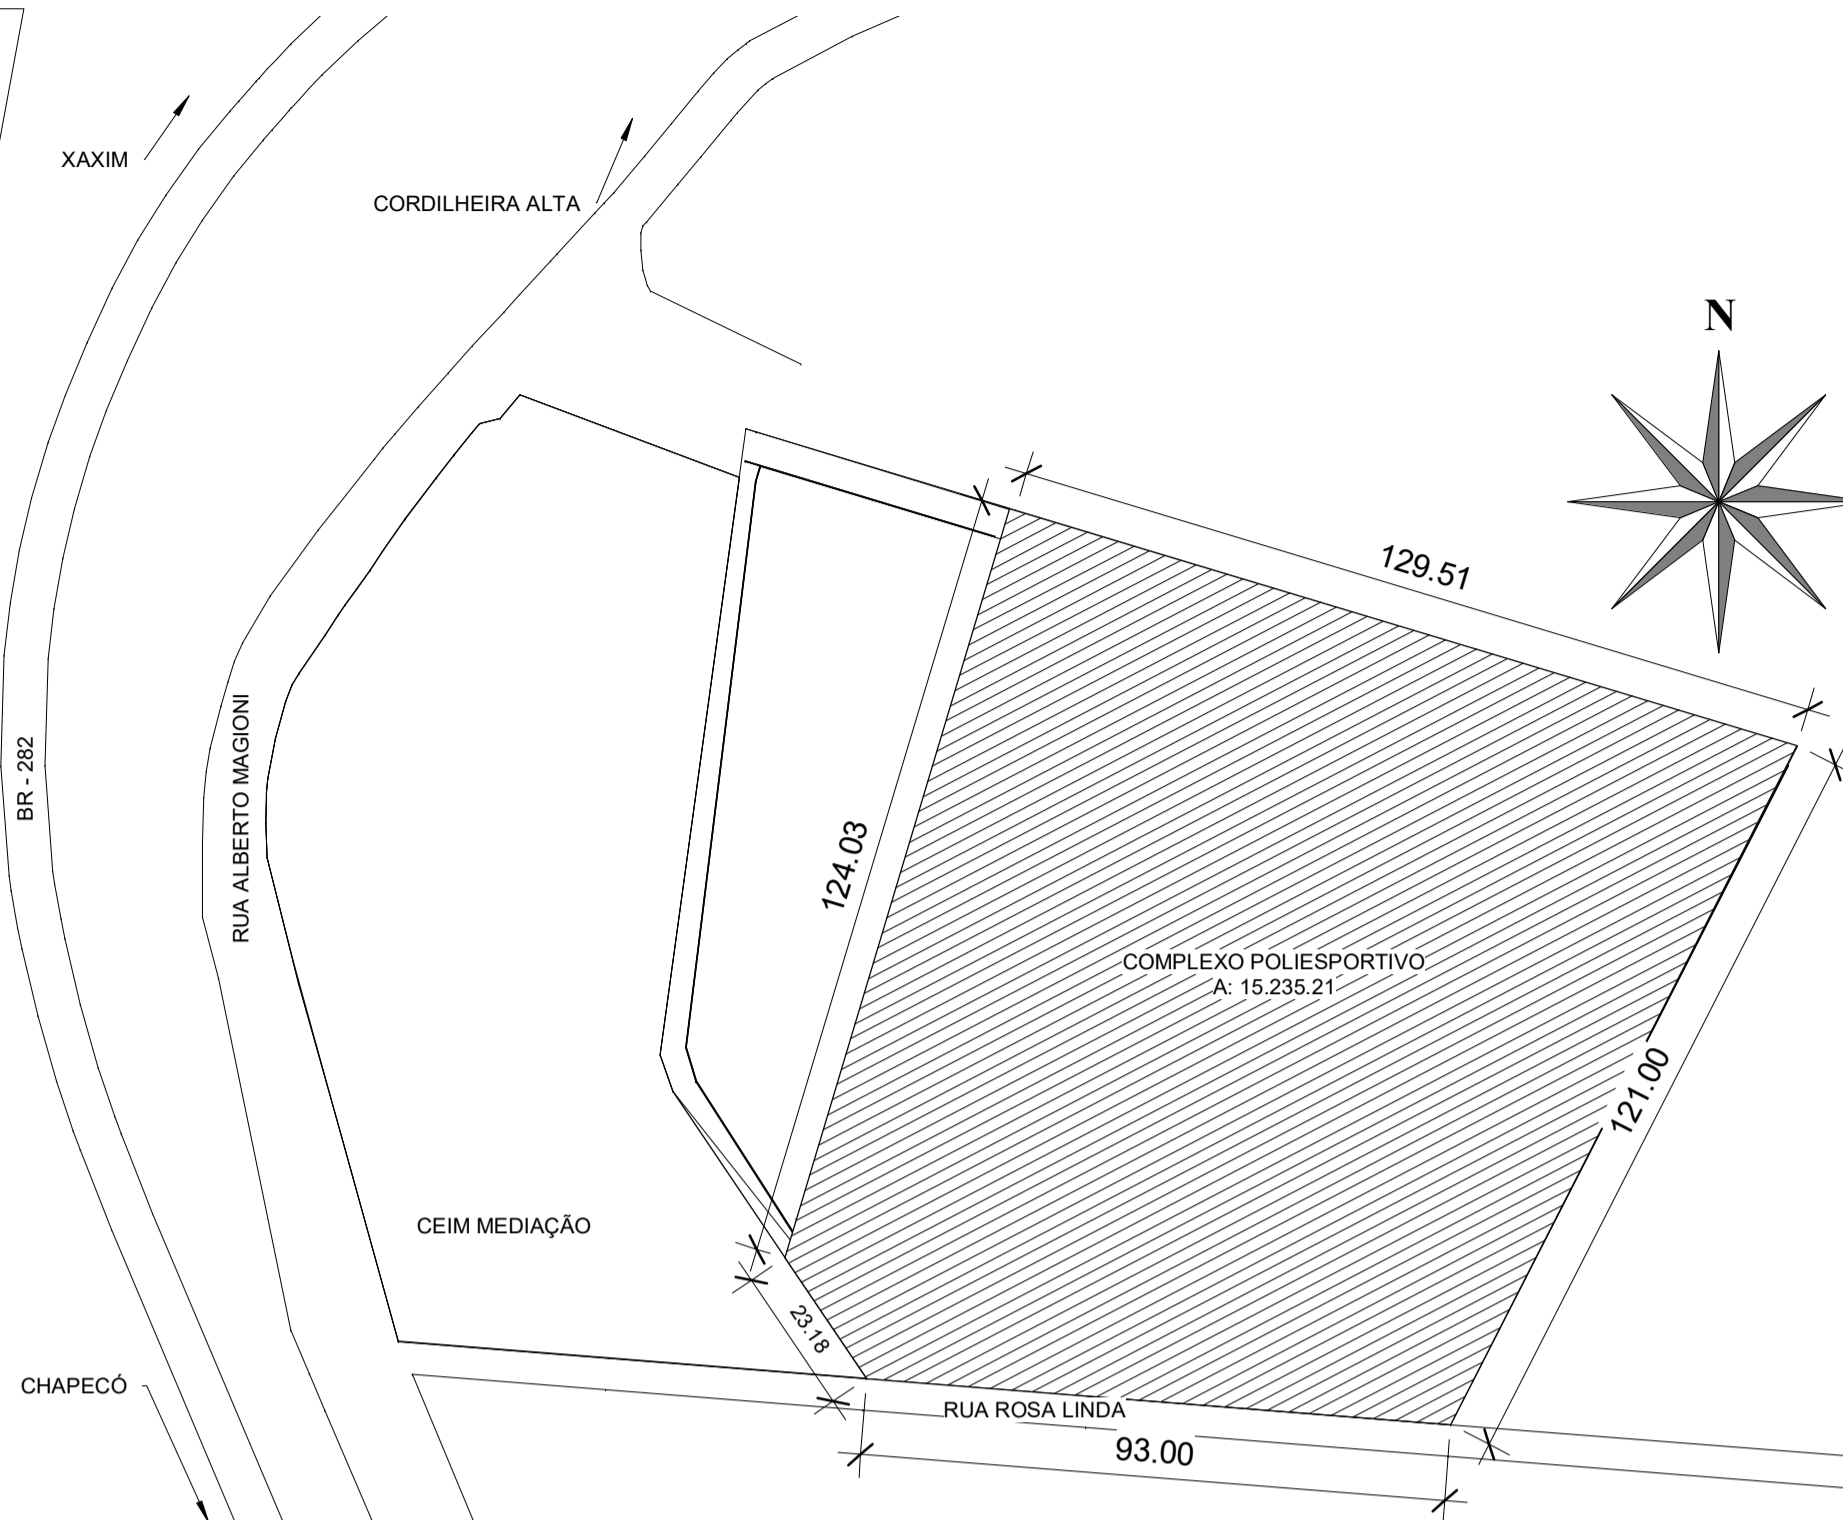 XAXIM
CORDILHEIRA ALTA
N
129.51
BR - 282
RUA ALBERTO MAGIONI
124.03
COMPLEXO POLIESPORTIVO
A: 15.235.21
121.00
CEIM MEDIAÇÃO
23.18
CHAPECÓ
RUA ROSA LINDA
93.00